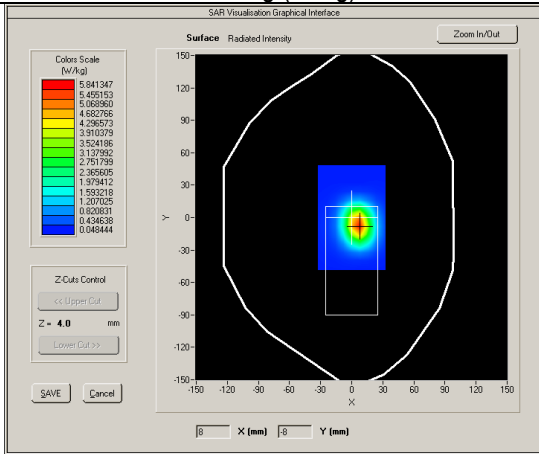 SAR Visualisation Graphical Interface
Surface Radiated Intensity
Zoom In/Out
Colors Scale
(W/kg)
5.841347
5.455153
5.068960
4.682766
4.296573
3.910379
3.524186
3.137992
2.751799
2.365605
1.979412
1.593218
1.207025
0.820831
0.434638
0.048444
150
120
90
60
30
0
-30
-60
-90
-120
-150
Y
-150 -120 -90 -60 -30 0 30 60 90 120 150
X
Z-Cuts Control
<< Upper Cut
Z = 4.0 mm
Lower Cut >>
SAVE Cancel
8 X (mm) -8 Y (mm)